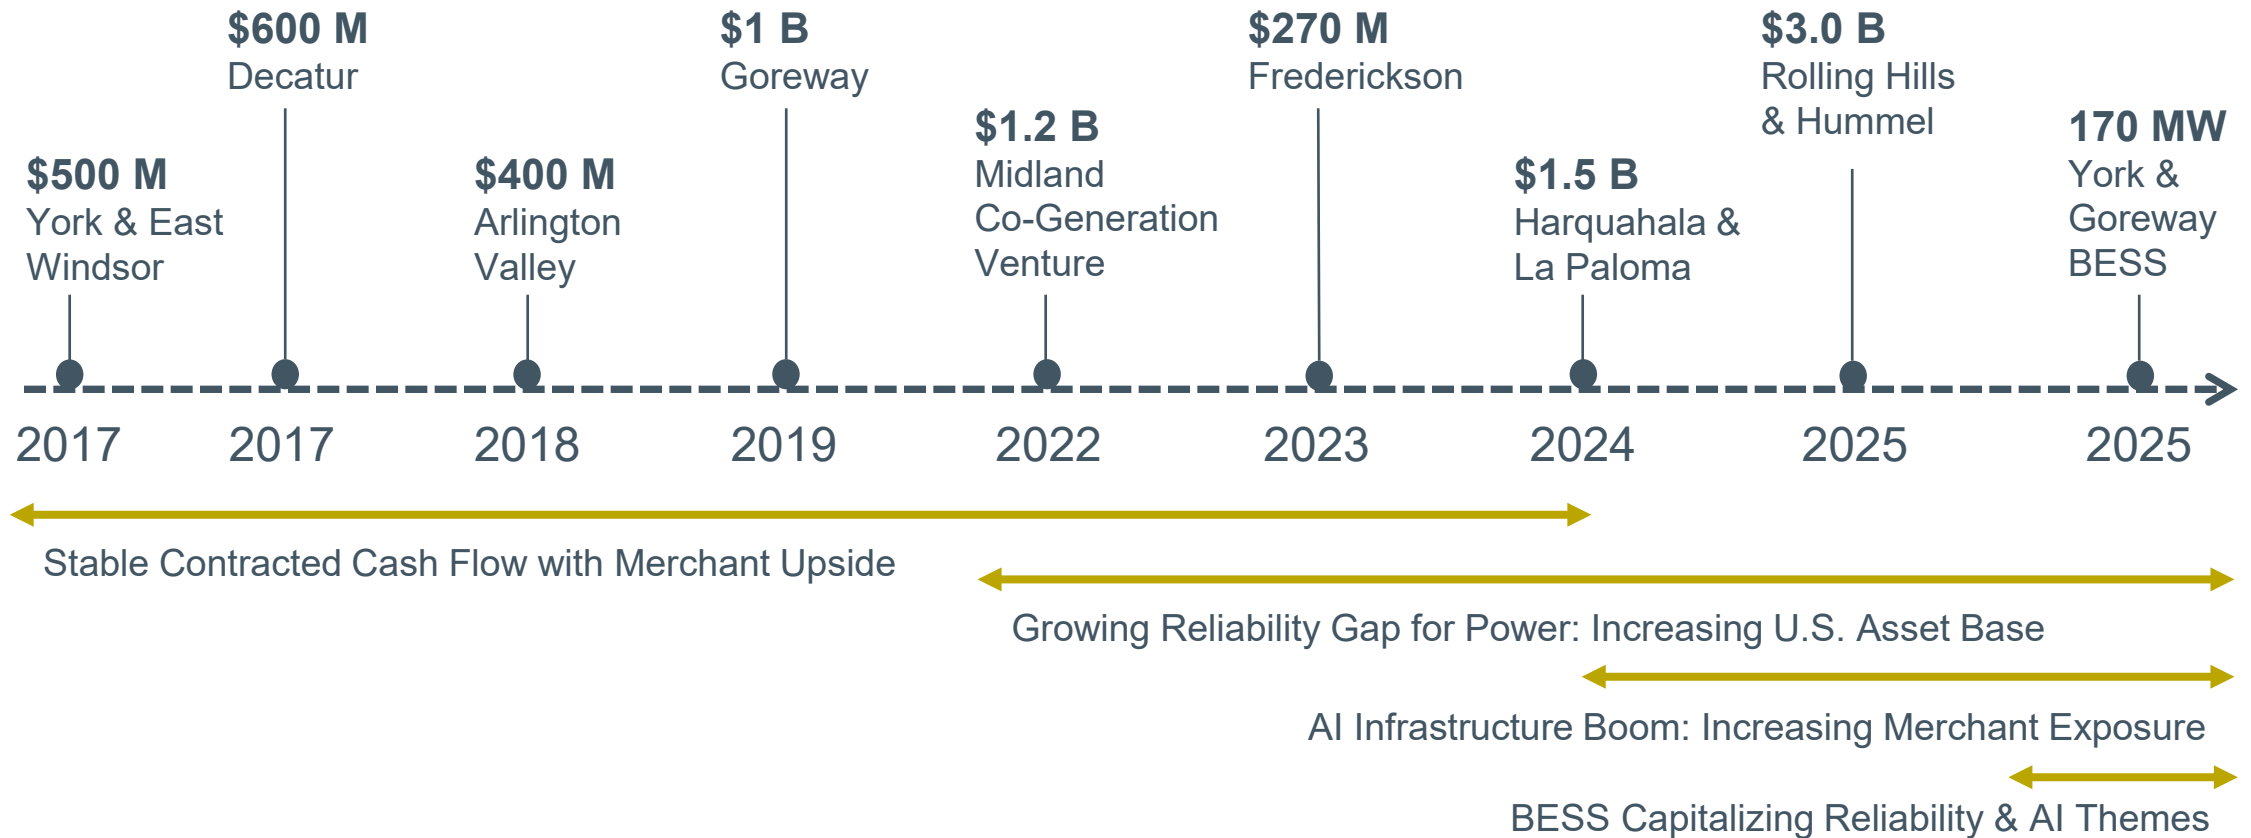 $500 M
York & East
Windsor
$600 M
Decatur
$400 M
Arlington
Valley
$1 B
Goreway
$1.2 B
Midland
Co-Generation
Venture
$270 M
Frederickson
$1.5 B
Harquahala &
La Paloma
$3.0 B
Rolling Hills
& Hummel
170 MW
York &
Goreway
BESS
2017
2017
2018
2019
2022
2023
2024
2025
2025
Stable Contracted Cash Flow with Merchant Upside
Growing Reliability Gap for Power: Increasing U.S. Asset Base
AI Infrastructure Boom: Increasing Merchant Exposure
BESS Capitalizing Reliability & AI Themes